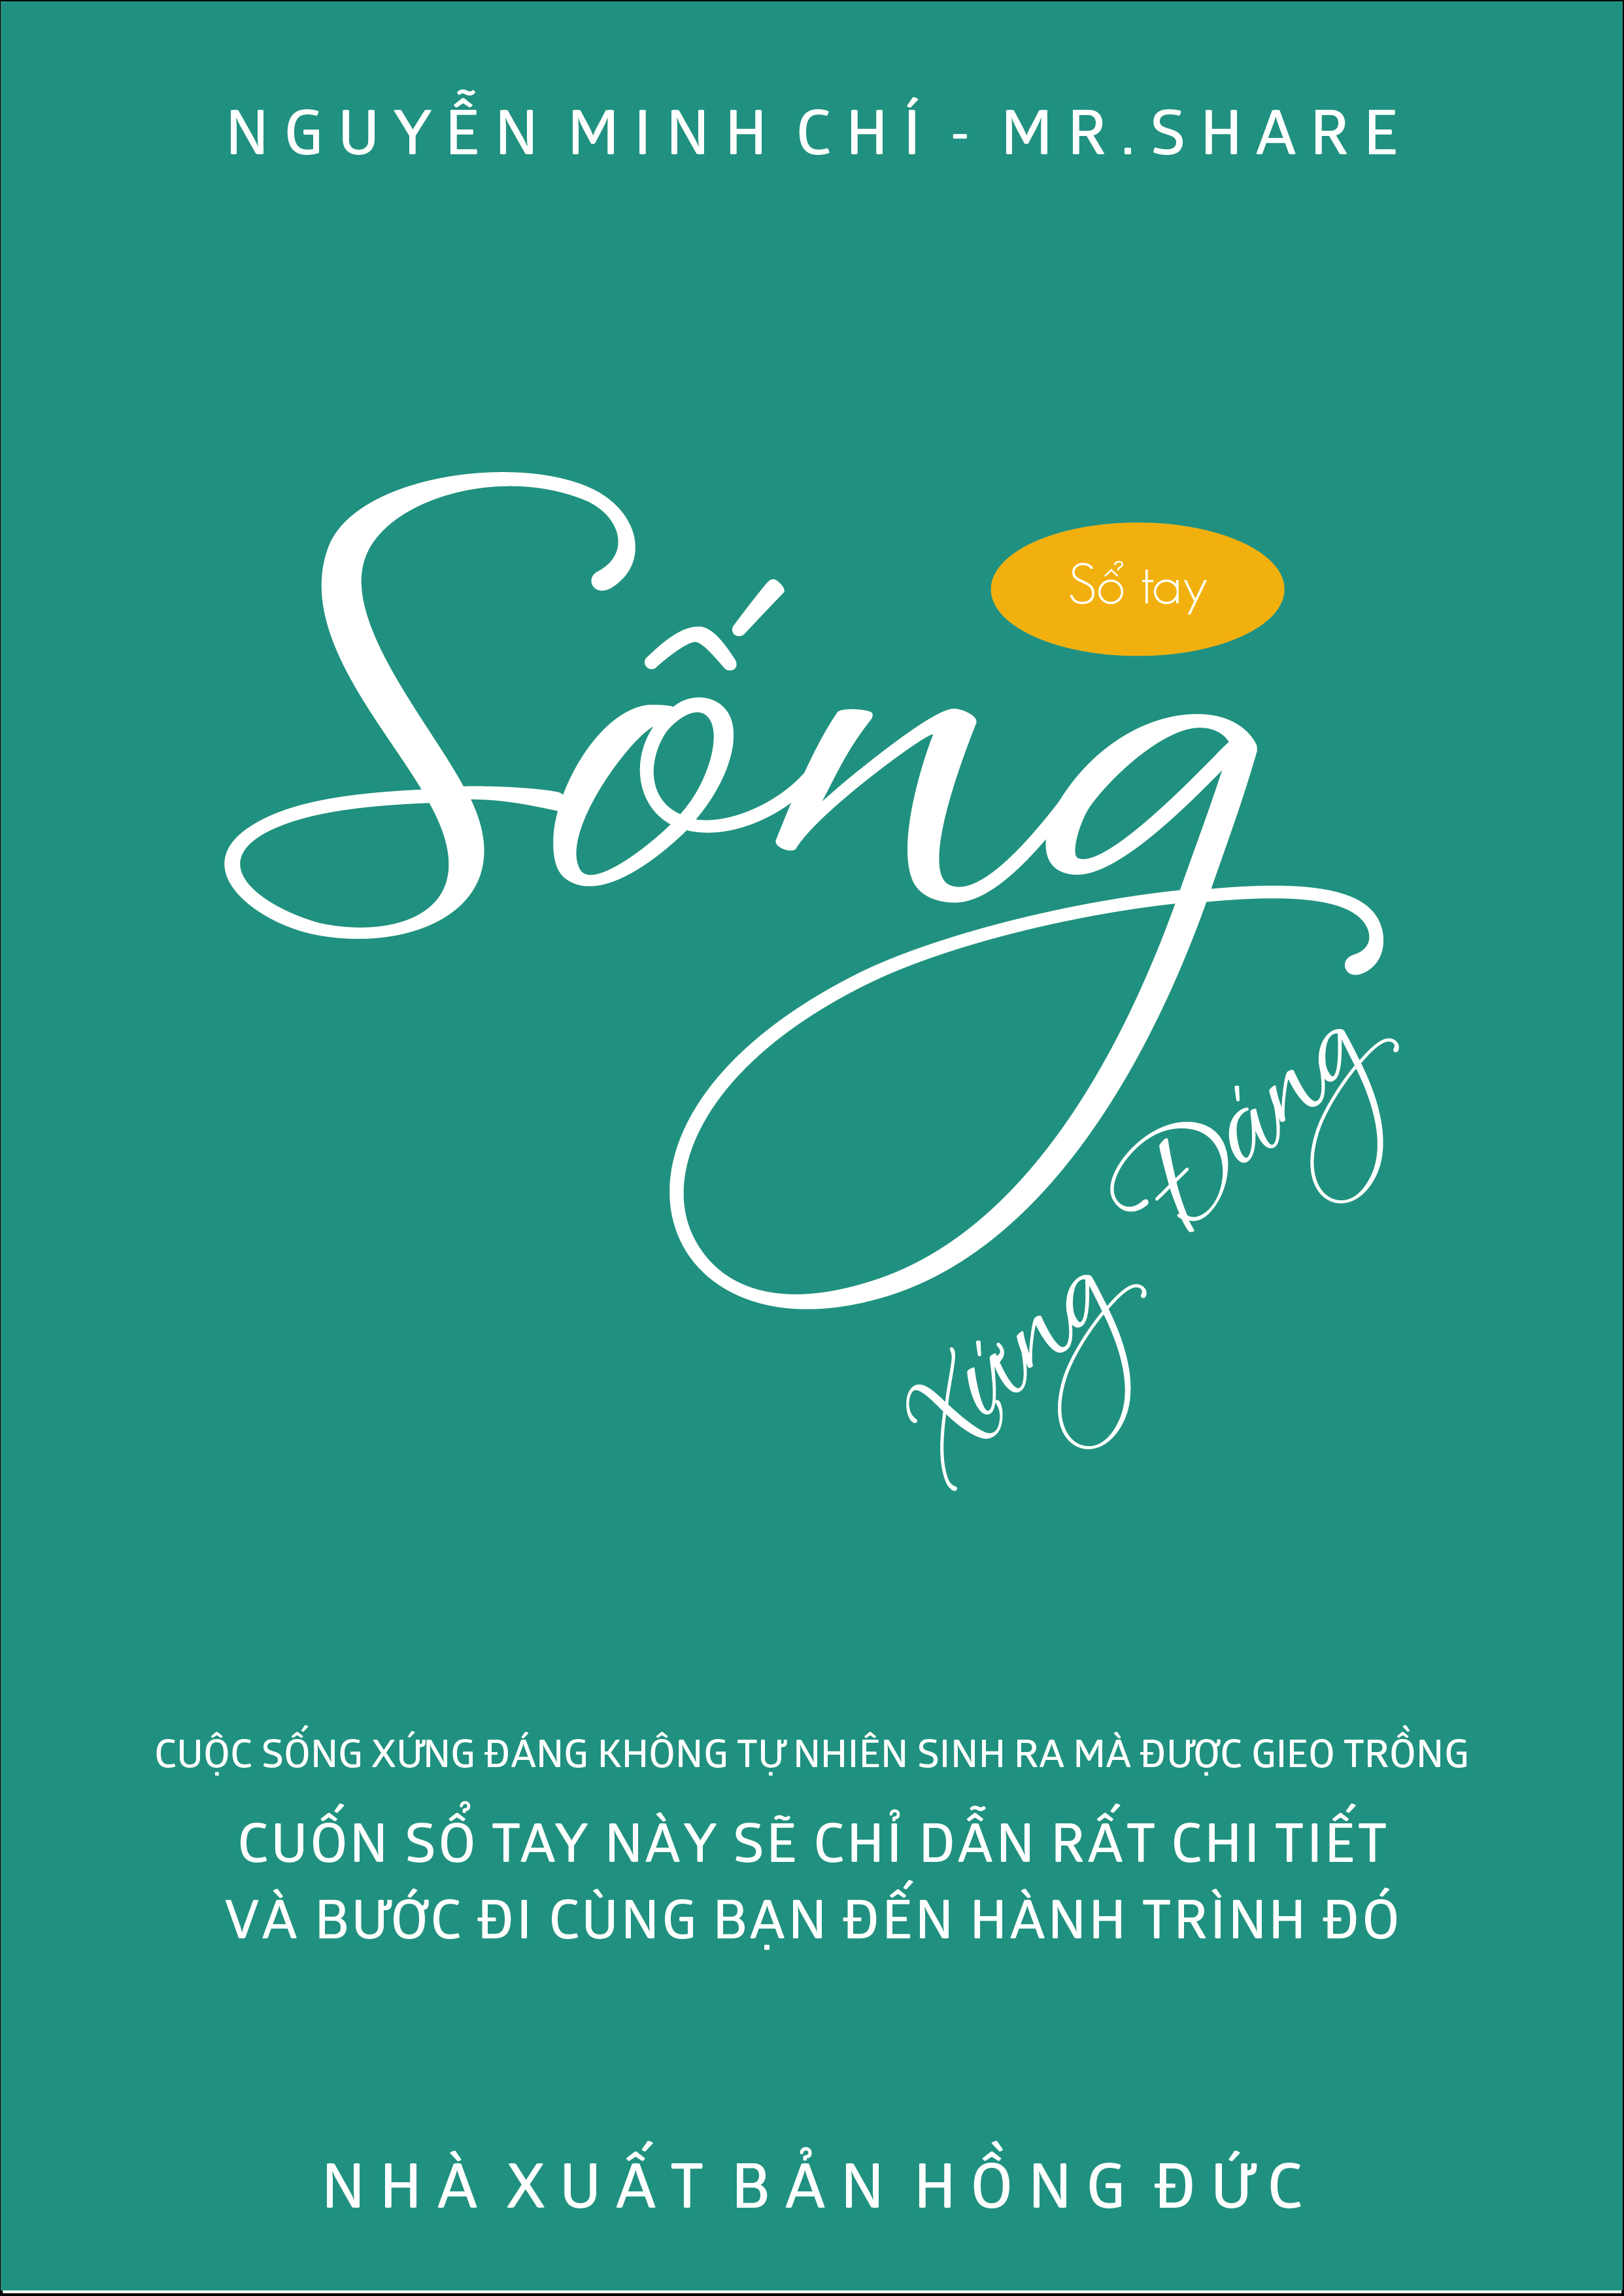 NGUYỄN MINH CHÍ - MR.SHARE
Sổ tay
Sống
Xứng Đáng
CUỘC SỐNG XỨNG ĐÁNG KHÔNG TỰ NHIÊN SINH RA MÀ ĐƯỢC GIEO TRỒNG
CUỐN SỔ TAY NÀY SẼ CHỈ DẪN RẤT CHI TIẾT
VÀ BƯỚC ĐI CÙNG BẠN ĐẾN HÀNH TRÌNH ĐÓ
NHÀ XUẤT BẢN HỒNG ĐỨC